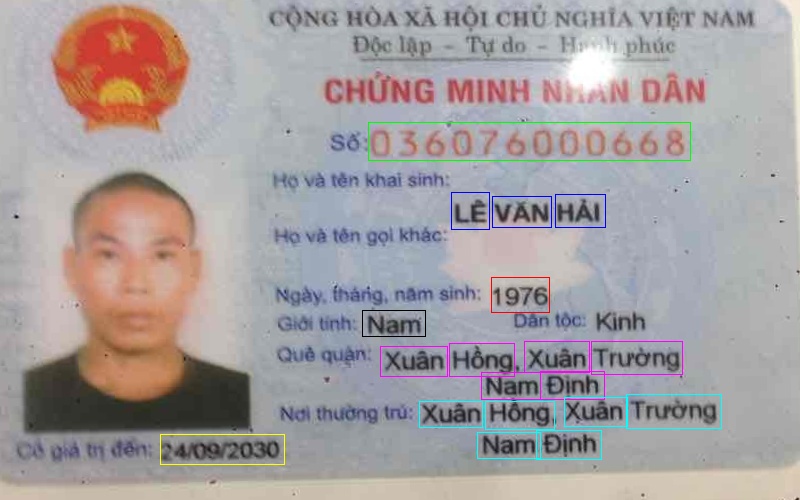 CỘNG HÒA XÃ HỘI CHỦ NGHĨA VIỆT NAM
Độc lập - Tự do - Hạnh phúc
CHỨNG MINH NHÂN DÂN
Số: 036076000668
Họ và tên khai sinh:
LÊ VĂN HẢI
Họ và tên gọi khác:
Ngày, tháng, năm sinh: 1976
Giới tính: Nam Dân tộc: Kinh
Quê quán: Xuân Hồng, Xuân Trường
Nam Định
Nơi thường trú: Xuân Hồng, Xuân Trường
Nam Định
Có giá trị đến: 24/09/2030